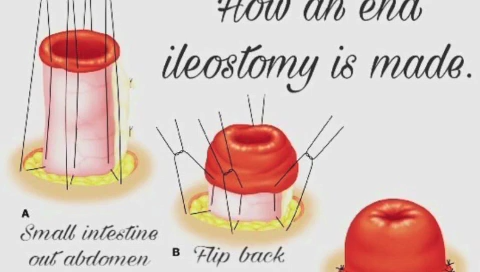 How an end
ileostomy is made.
A
Small intestine
out abdomen
B Flip back